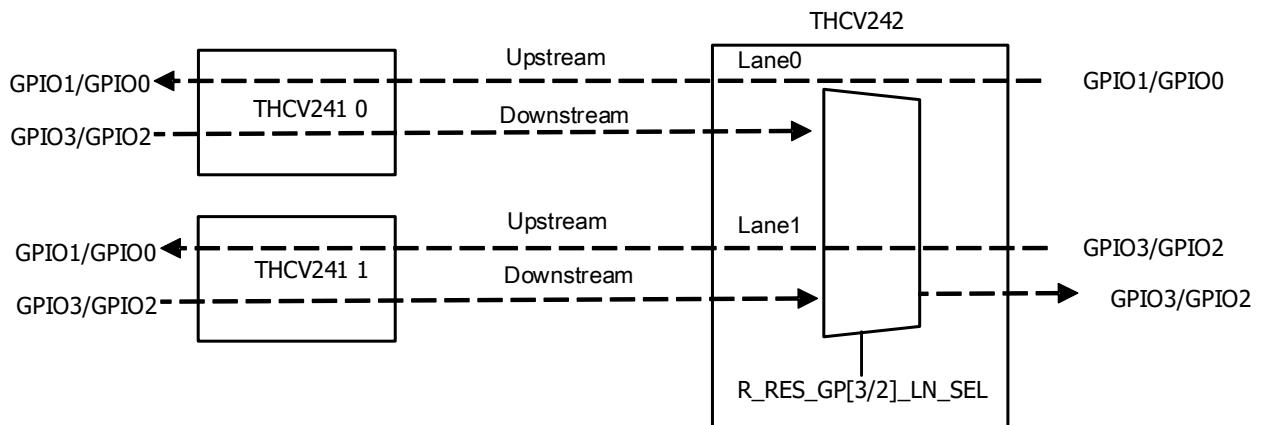 THCV242
Upstream
Lane0
GPIO1/GPIO0
GPIO1/GPIO0
THCV241 0
Downstream
GPIO3/GPIO2
Upstream
Lane1
GPIO1/GPIO0
GPIO3/GPIO2
THCV241 1
Downstream
GPIO3/GPIO2
GPIO3/GPIO2
R_RES_GP[3/2]_LN_SEL